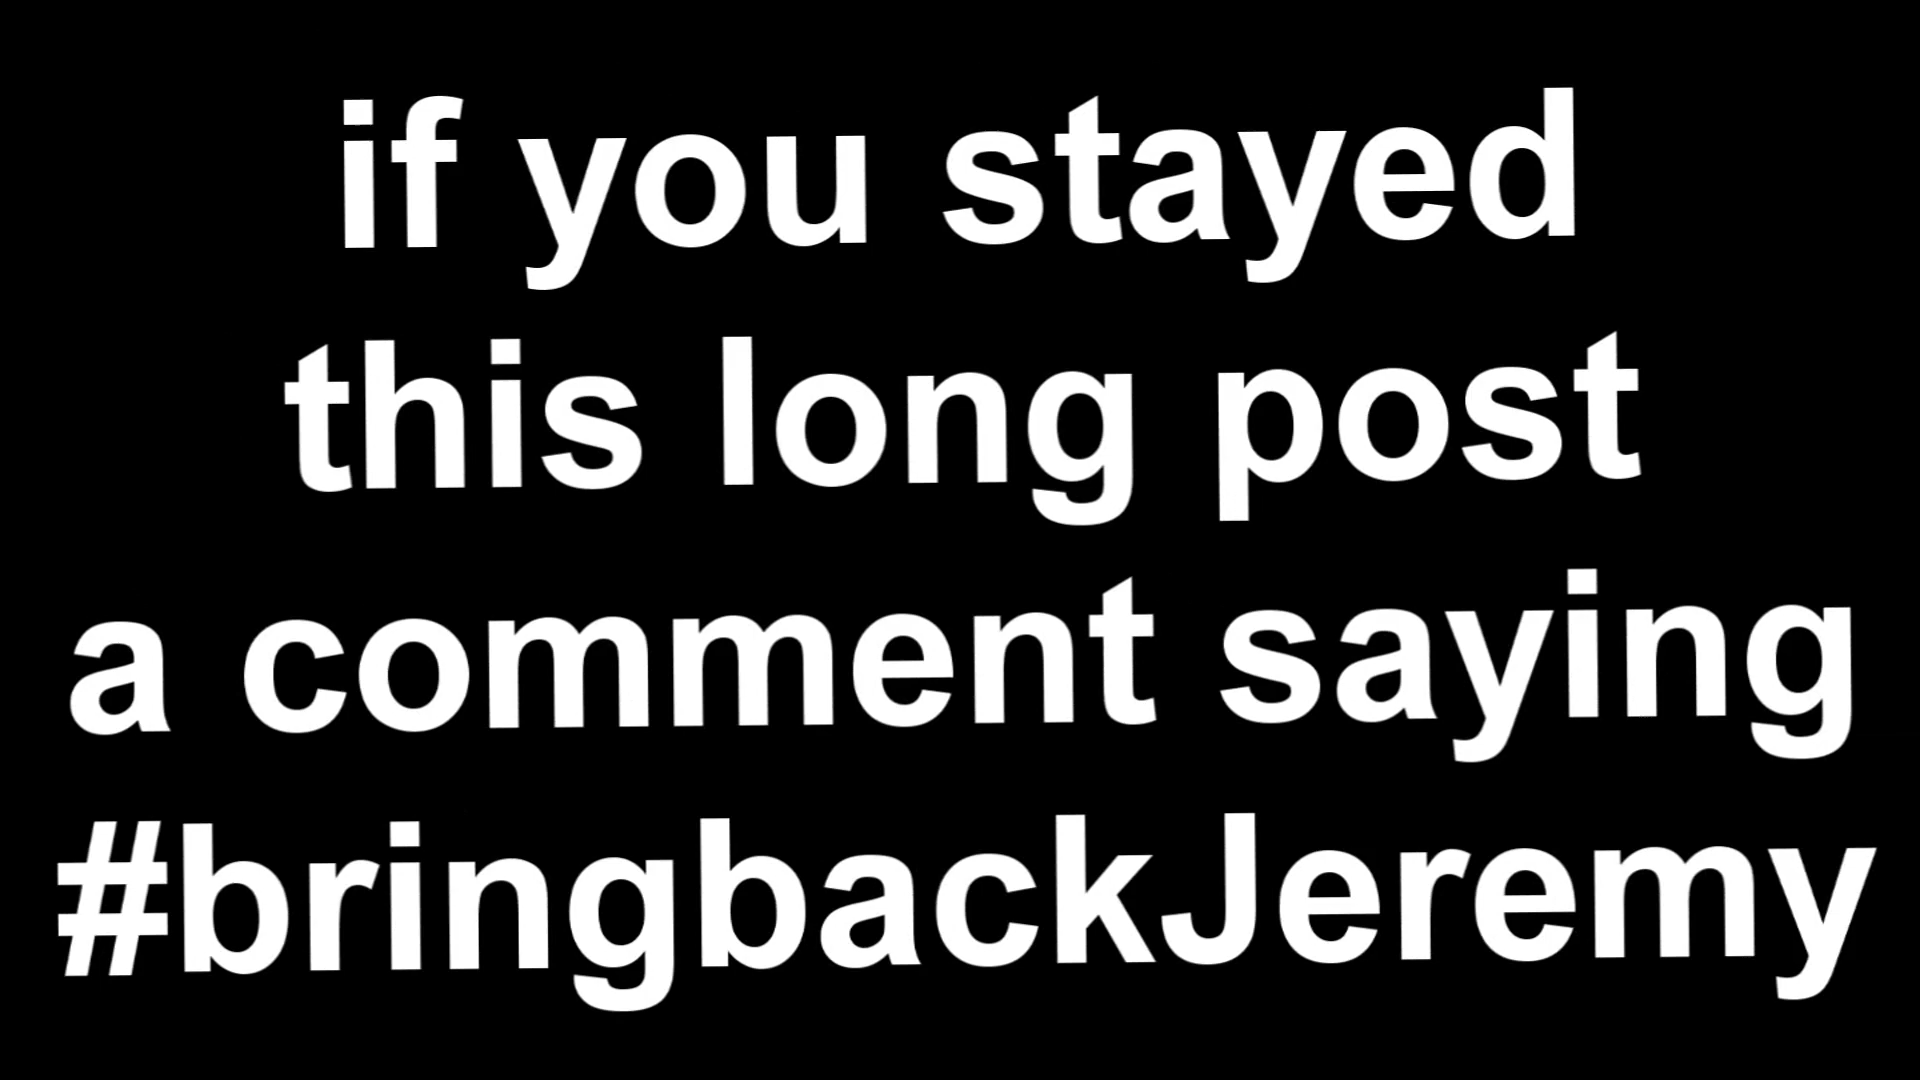 if you stayed
this long post
a comment saying
#bringbackJeremy